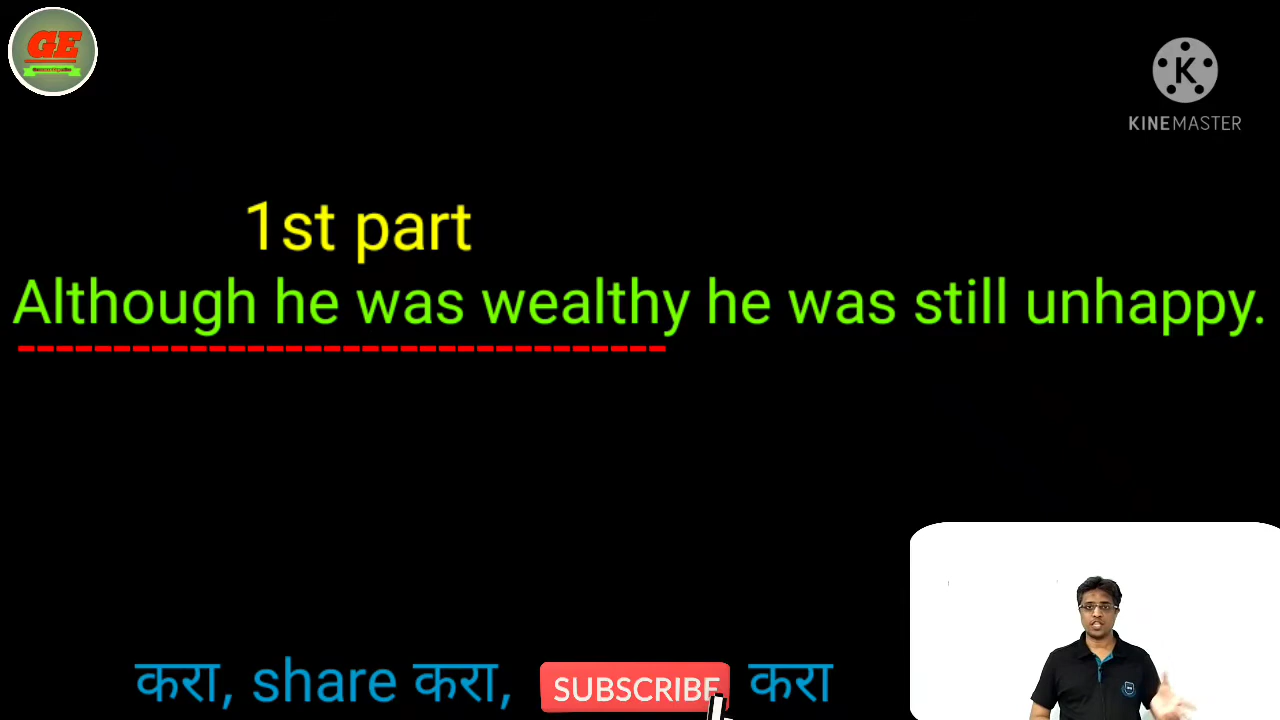 GE
KINEMASTER
1st part
Although he was wealthy he was still unhappy.
करा, share करा, SUBSCRIBE करा